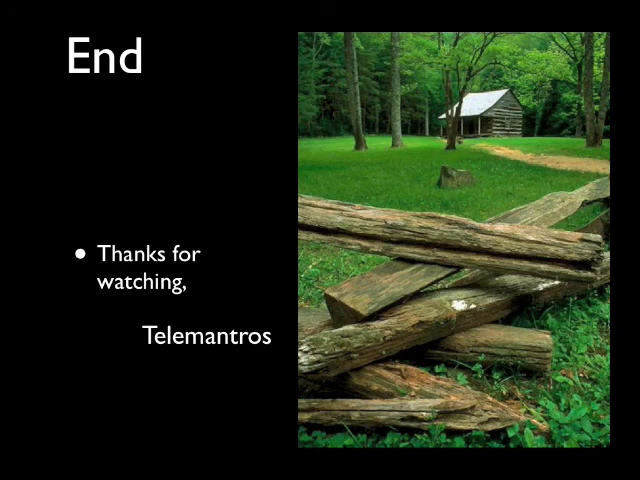 End
• Thanks for
watching,
Telemantros